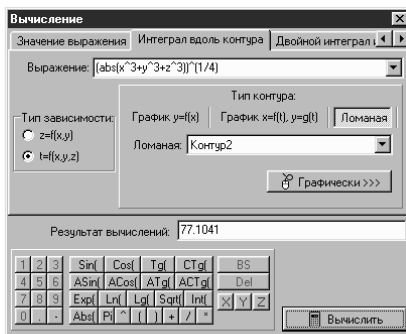 Вычисление
Значение выражения Интеграл вдоль контура Двойной интеграл
Выражение: (abs(x^3+y^3+z^3))^(1/4)
Тип контура:
Тип зависимости: График y=f(x) График x=f(t), y=g(t) Ломаная
z=f(x,y)
t=f(x,y,z)
Ломаная: Контур2
Графически >>>
Результат вычислений: 77.1041
1 2 3 Sin( Cos( Tg( CTg( BS
4 5 6 ASin( ACos( ATg( ACTg( Del
7 8 9 Exp( Ln( Lg( Sqrt( Int( X Y Z
0 . - Abs( Pi ^ ( ) + / *
Вычислить